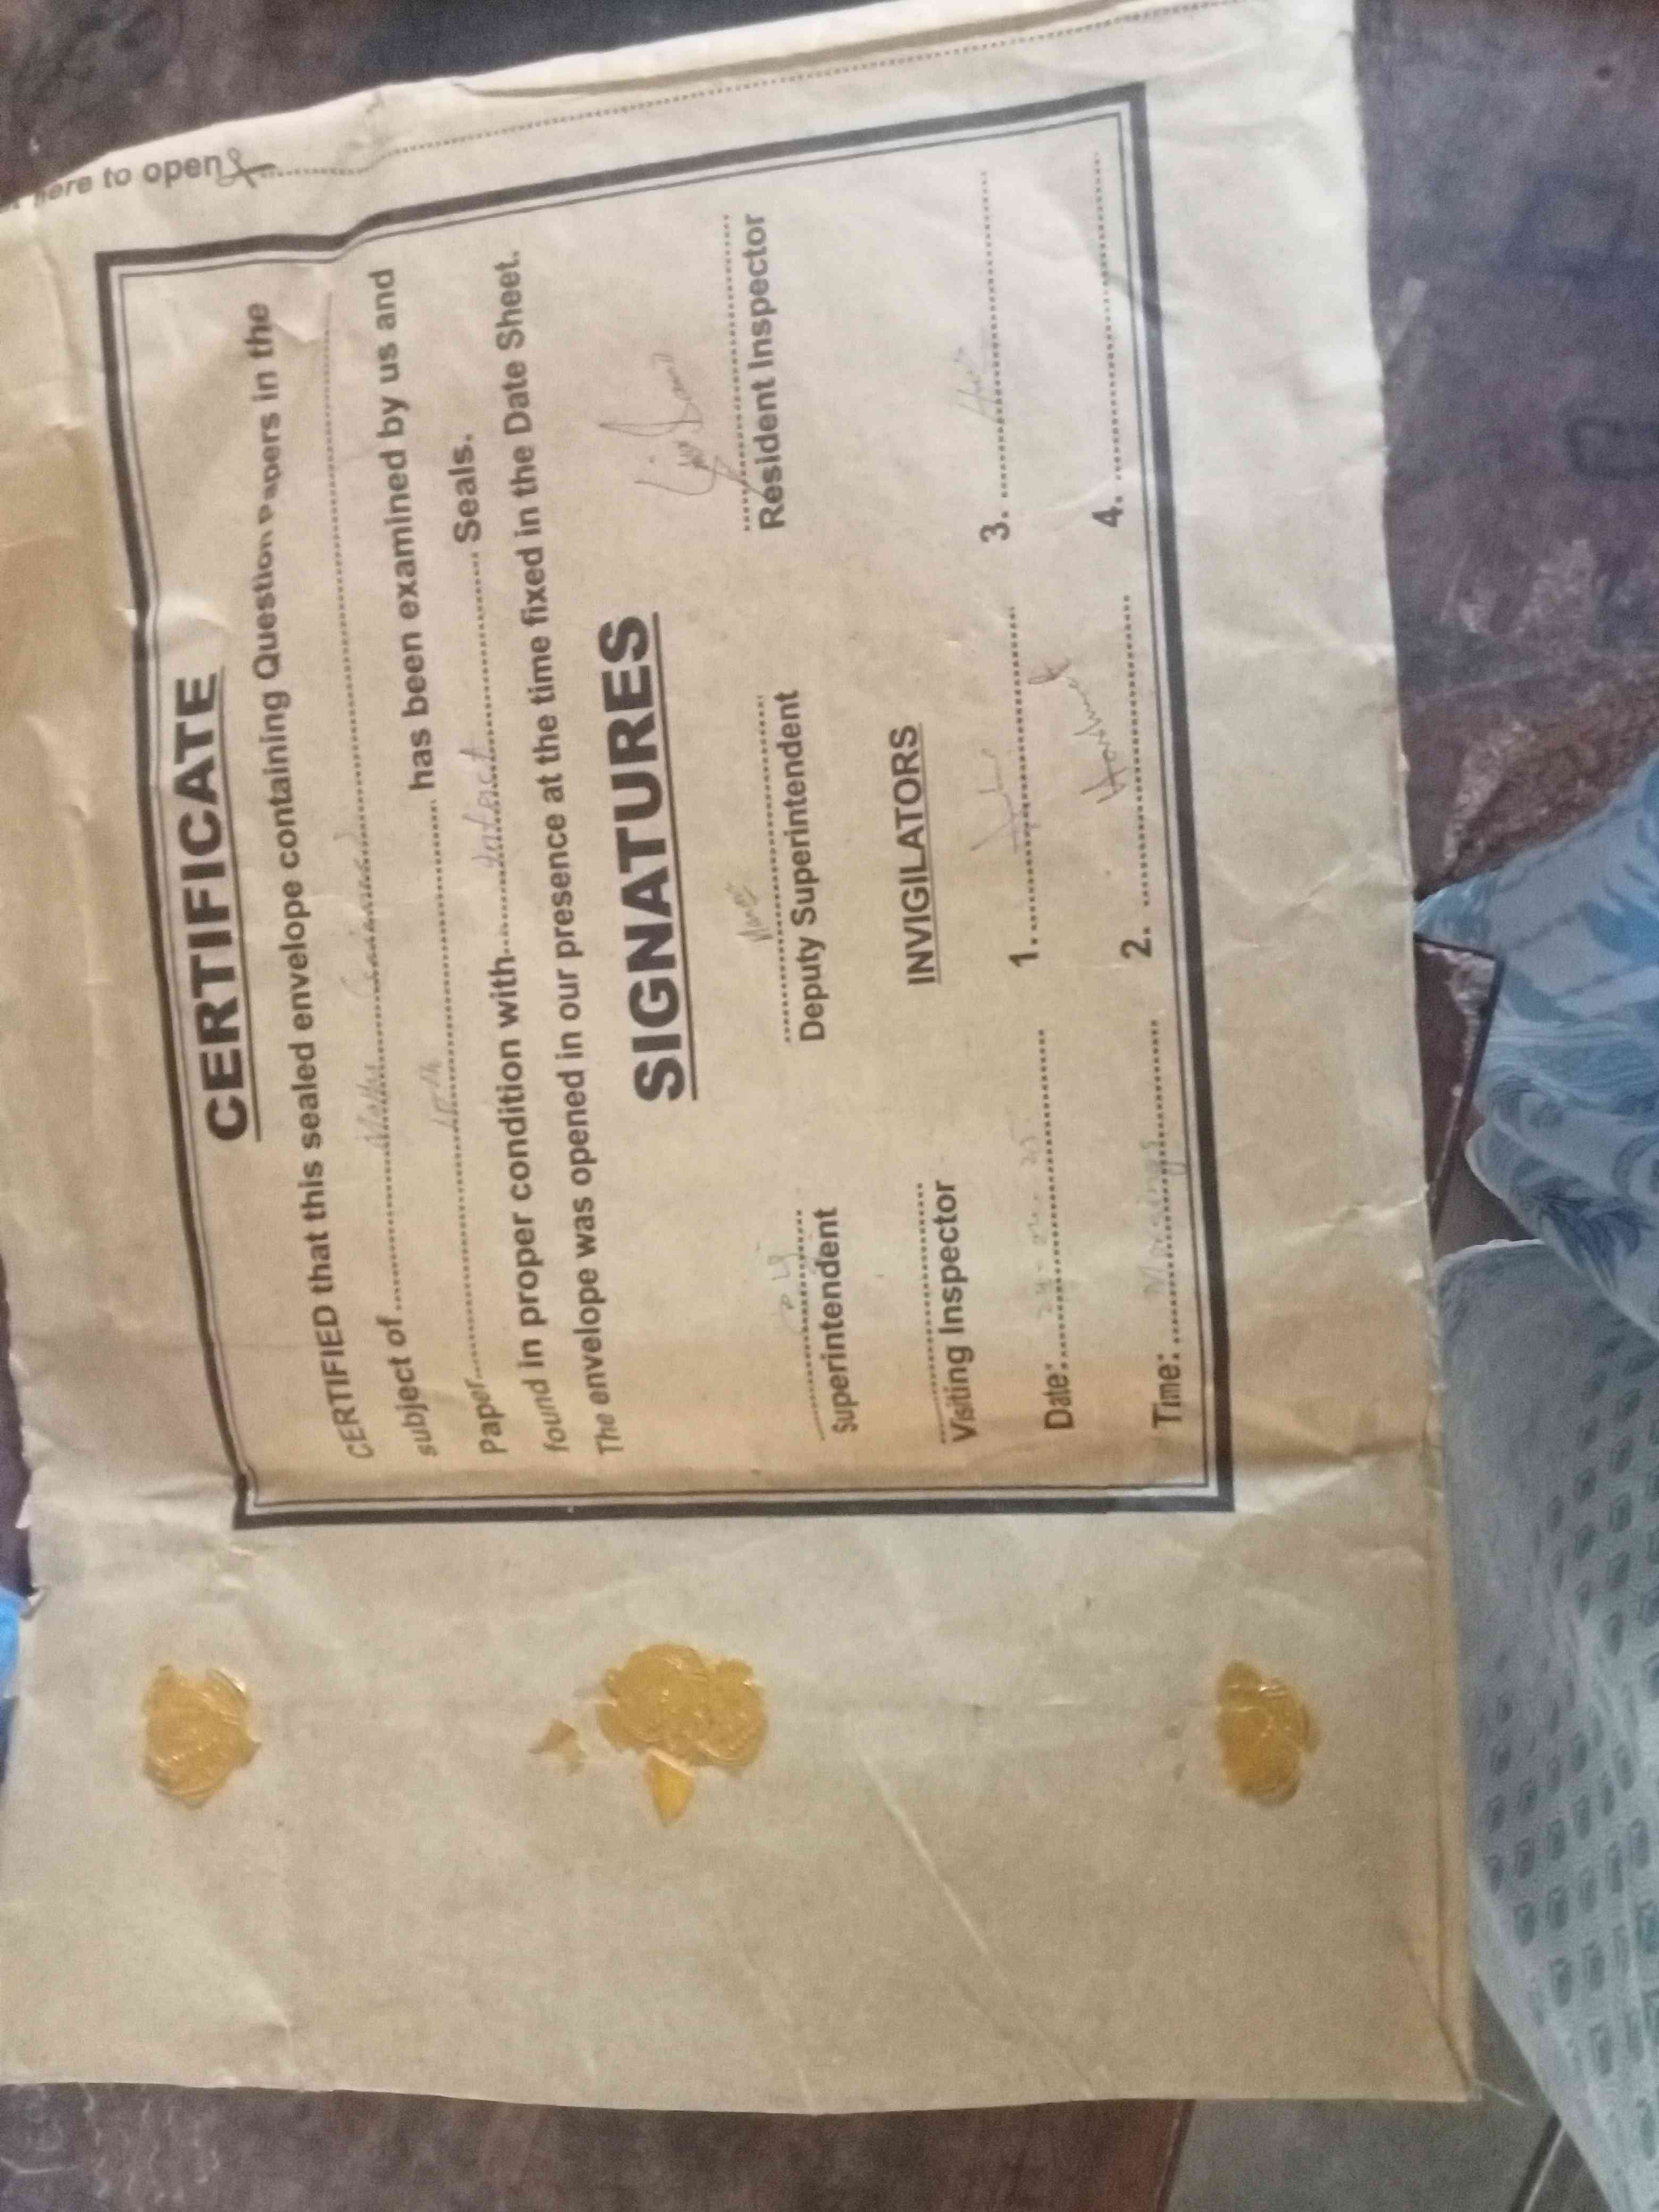 here to open
CERTIFICATE
CERTIFIED that this sealed envelope containing Question Papers in the
subject of........Maths........
Paper........10th........ has been examined by us and
found in proper condition with........intact........ Seals.
The envelope was opened in our presence at the time fixed in the Date Sheet.
SIGNATURES
Superintendent Deputy Superintendent Resident Inspector
Visiting Inspector INVIGILATORS
Date: 1. 3.
Time: Morning 2. 4.